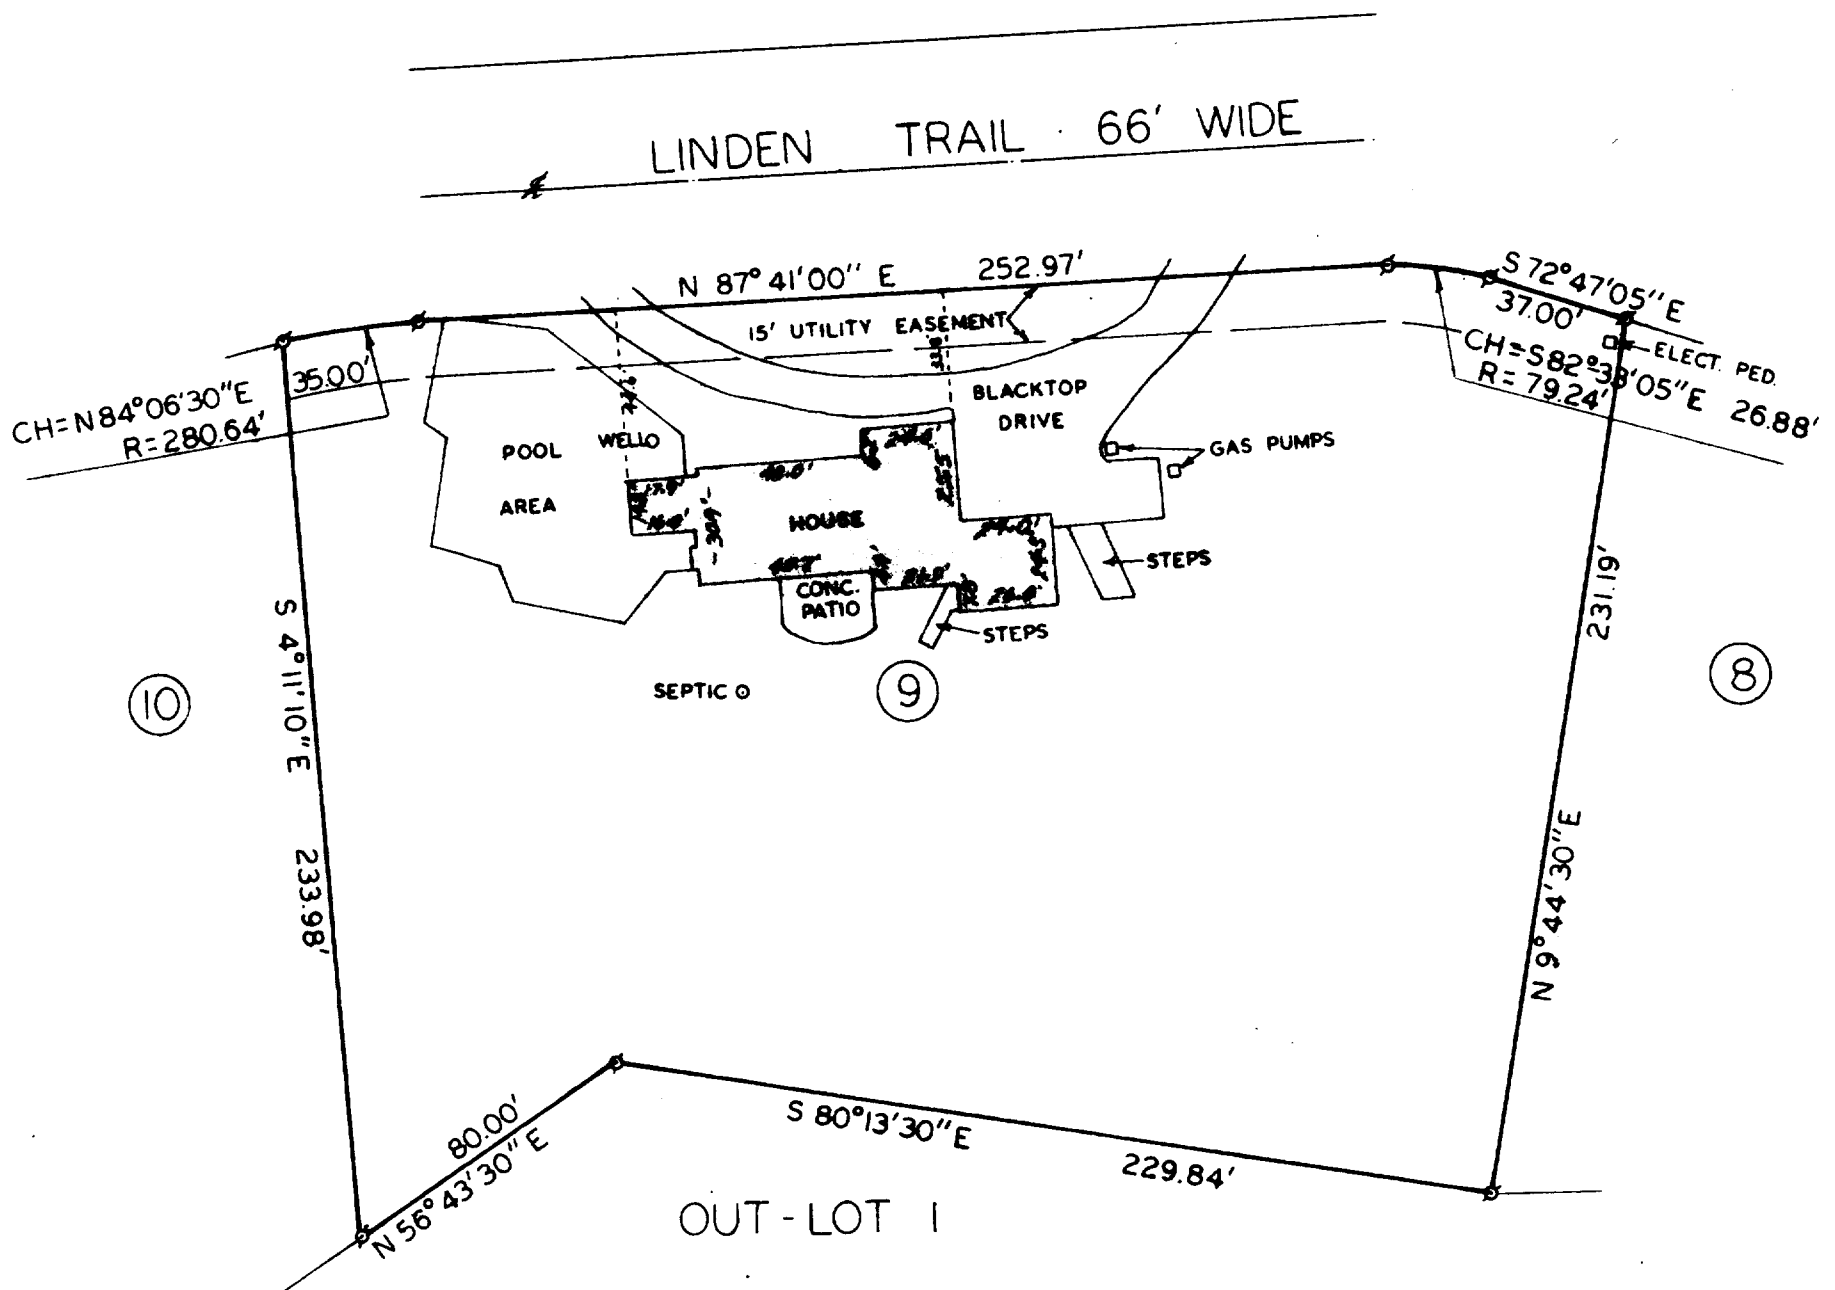 LINDEN TRAIL 66' WIDE
N 87°41'00" E 252.97'
S 72°47'05" E
37.00'
15' UTILITY EASEMENT
ELECT. PED.
CH=S82°38'05"E 26.88'
R=79.24'
35.00'
CH=N84°06'30"E
R=280.64'
BLACKTOP
DRIVE
GAS PUMPS
POOL
AREA
WELL
HOUSE
CONC.
PATIO
STEPS
STEPS
SEPTIC
9
10
8
S 4°11'10"E 233.98'
231.19'
N 9°44'30"E
80.00'
N 56°43'30" E
S 80°13'30"E
229.84'
OUT-LOT 1